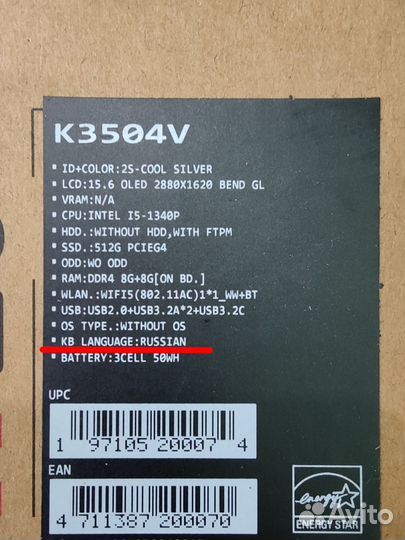 K3504V
▪ ID+COLOR:2S-COOL SILVER
▪ LCD:15.6 OLED 2880X1620 BEND GL
▪ VRAM:N/A
▪ CPU:INTEL I5-1340P
▪ HDD.:WITHOUT HDD,WITH FTPM
▪ SSD.:512G PCIEG4
▪ ODD:WO ODD
▪ RAM:DDR4 8G+8G[ON BD.]
▪ WLAN.:WIFI5(802.11AC)1*1_WW+BT
▪ USB:USB2.0+USB3.2A*2+USB3.2C
▪ OS TYPE.:WITHOUT OS
▪ KB LANGUAGE:RUSSIAN
▪ BATTERY:3CELL 50WH
UPC
1 97105 20007 4
EAN
4 711387 200070
energy
ENERGY STAR
Avito